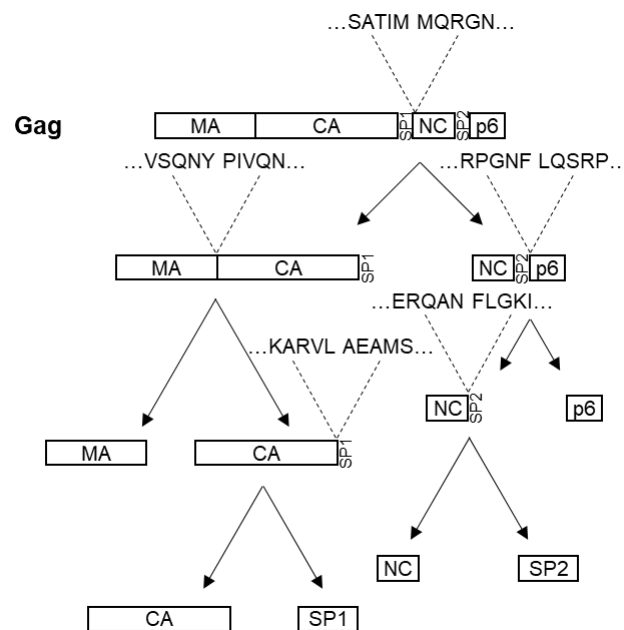 ...SATIM MQRGN...
Gag
MA CA SP1 NC SP2 p6
...VSQNY PIVQN...
...RPGNF LQSRP..
MA CA SP1
NC SP2 p6
...ERQAN FLGKI...
...KARVL AEAMS...
NC SP2
p6
MA
CA SP1
NC
SP2
CA
SP1